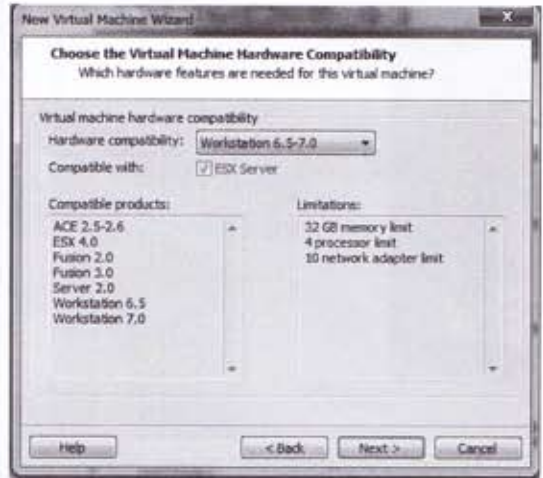 New Virtual Machine Wizard
Choose the Virtual Machine Hardware Compatibility
Which hardware features are needed for this virtual machine?
Virtual machine hardware compatibility
Hardware compatibility: Workstation 6.5-7.0
Compatible with: ESX Server
Compatible products:
ACE 2.5-2.6
ESX 4.0
Fusion 2.0
Fusion 3.0
Server 2.0
Workstation 6.5
Workstation 7.0
Limitations:
32 GB memory limit
4 processor limit
10 network adapter limit
Help
< Back
Next >
Cancel